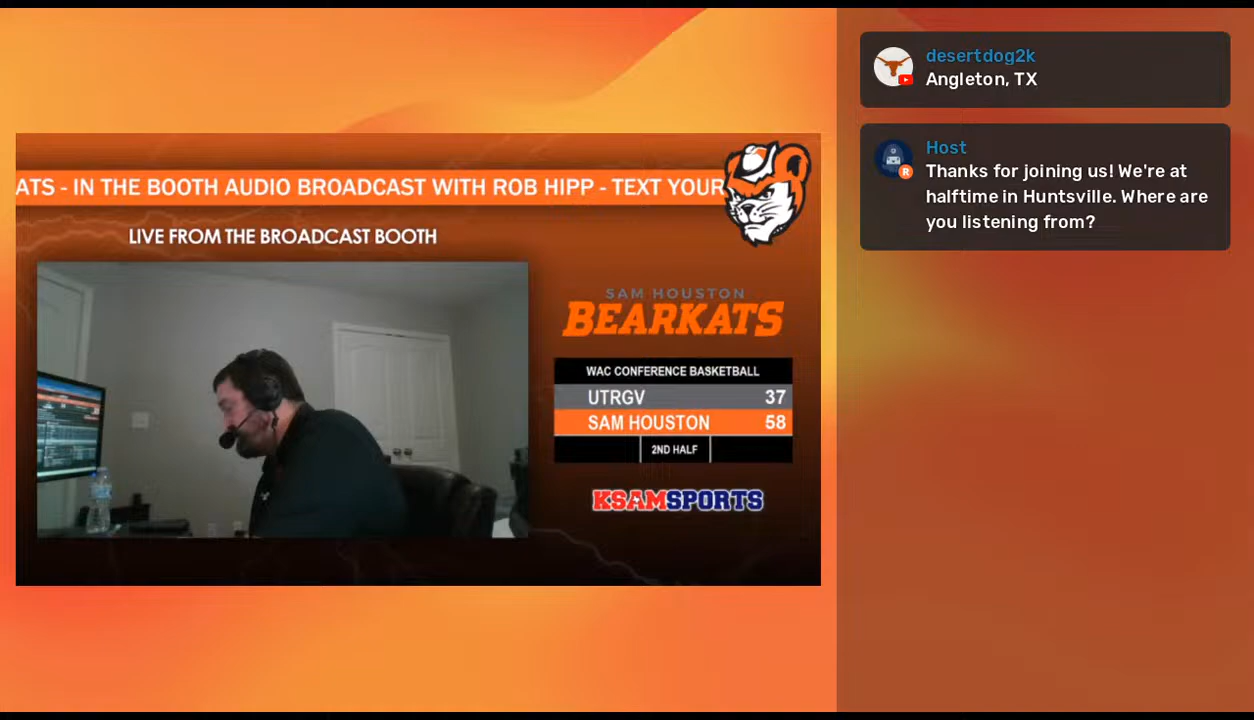 ATS - IN THE BOOTH AUDIO BROADCAST WITH ROB HIPP - TEXT YOUR
LIVE FROM THE BROADCAST BOOTH
SAM HOUSTON
BEARKATS
WAC CONFERENCE BASKETBALL
UTRGV 37
SAM HOUSTON 58
2ND HALF
KSAMSPORTS
desertdog2k
Angleton, TX
Host
Thanks for joining us! We're at
halftime in Huntsville. Where are
you listening from?